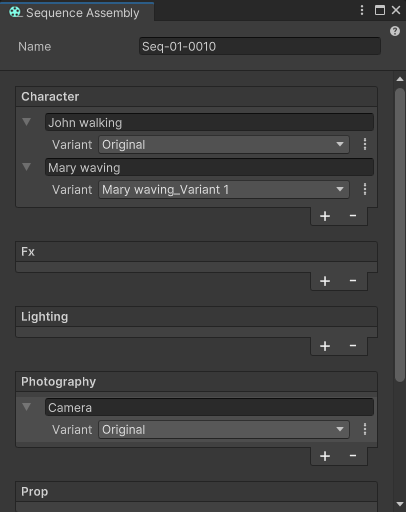 Sequence Assembly
Name Seq-01-0010
Character
John walking
Variant Original
Mary waving
Variant Mary waving_Variant 1
+ -
Fx
+ -
Lighting
+ -
Photography
Camera
Variant Original
+ -
Prop